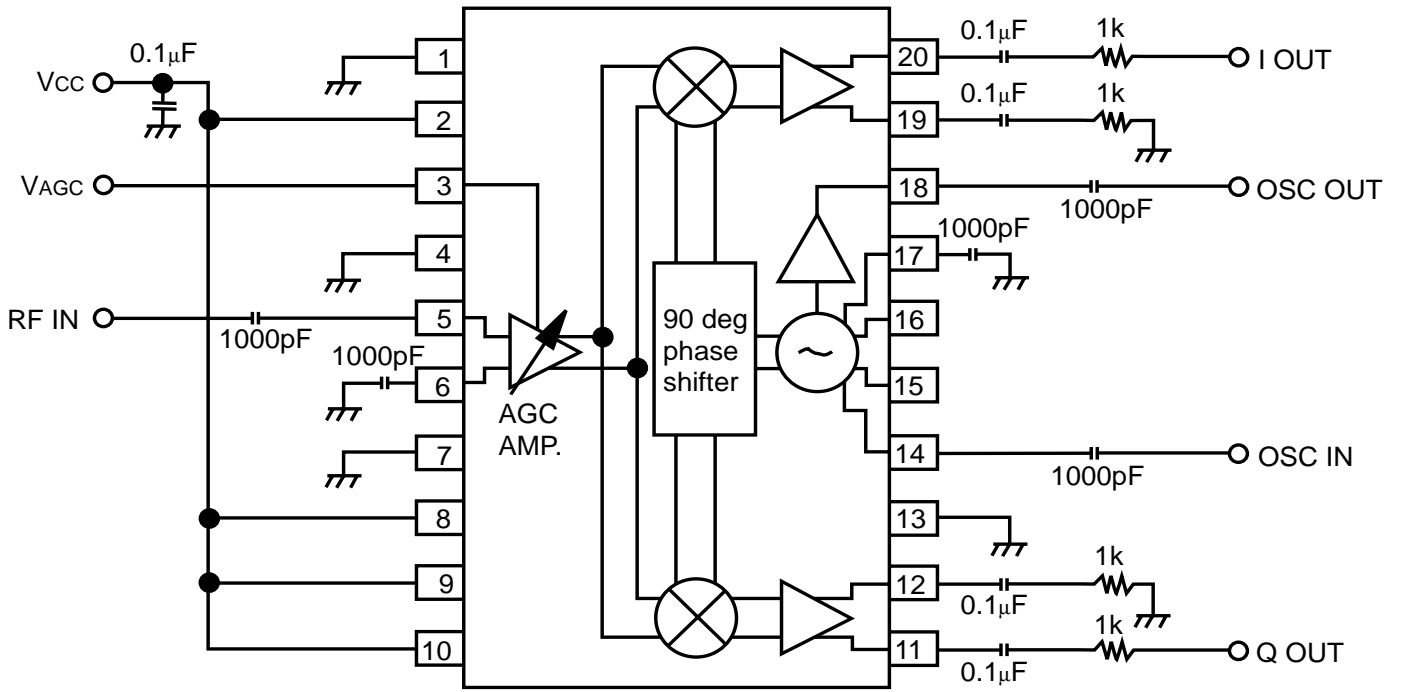 0.1μF
VCC
VAGC
RF IN
1000pF
1000pF
1
2
3
4
5
6
7
8
9
10
AGC
AMP.
90 deg
phase
shifter
20
19
18
17
16
15
14
13
12
11
0.1μF
1k
I OUT
0.1μF
1k
1000pF
OSC OUT
1000pF
1000pF
OSC IN
1k
0.1μF
1k
0.1μF
Q OUT